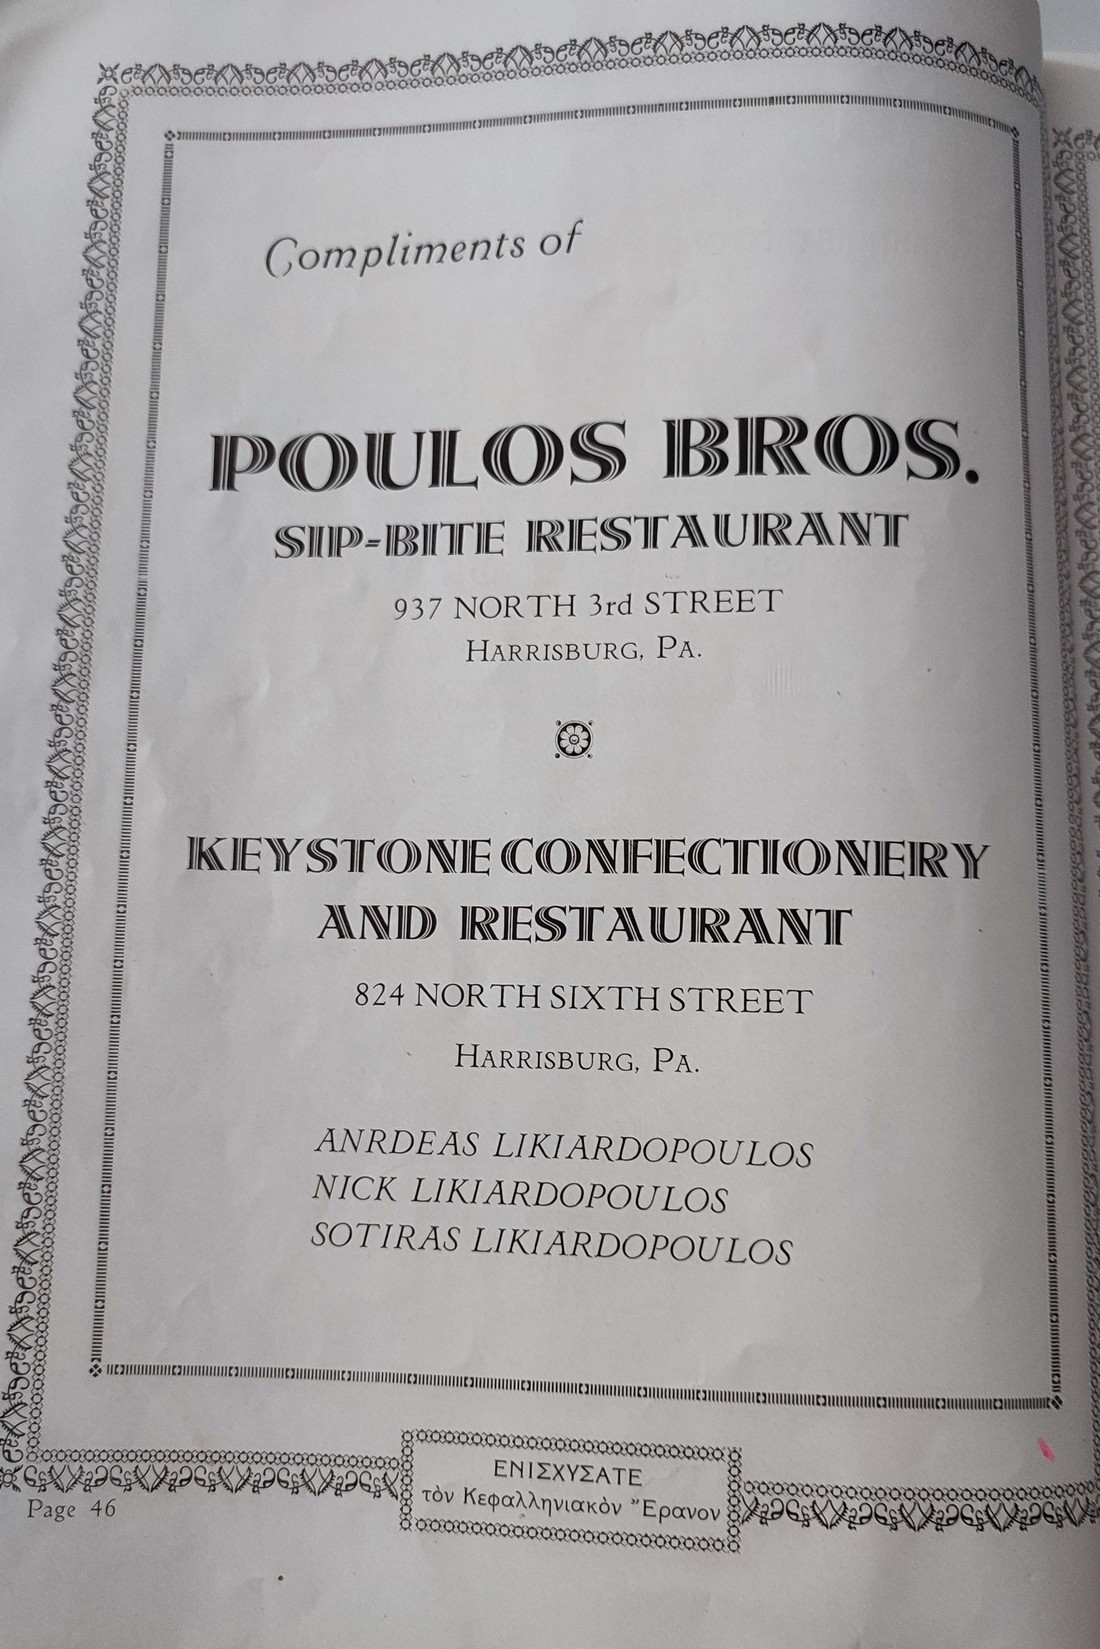 Compliments of
POULOS BROS.
SIP-BITE RESTAURANT
937 NORTH 3rd STREET
HARRISBURG, PA.
KEYSTONE CONFECTIONERY
AND RESTAURANT
824 NORTH SIXTH STREET
HARRISBURG, PA.
ANRDEAS LIKIARDOPOULOS
NICK LIKIARDOPOULOS
SOTIRAS LIKIARDOPOULOS
ΕΝΙΣΧΥΣΑΤΕ
τὸν Κεφαλληνιακὸν Ἔρανον
Page 46